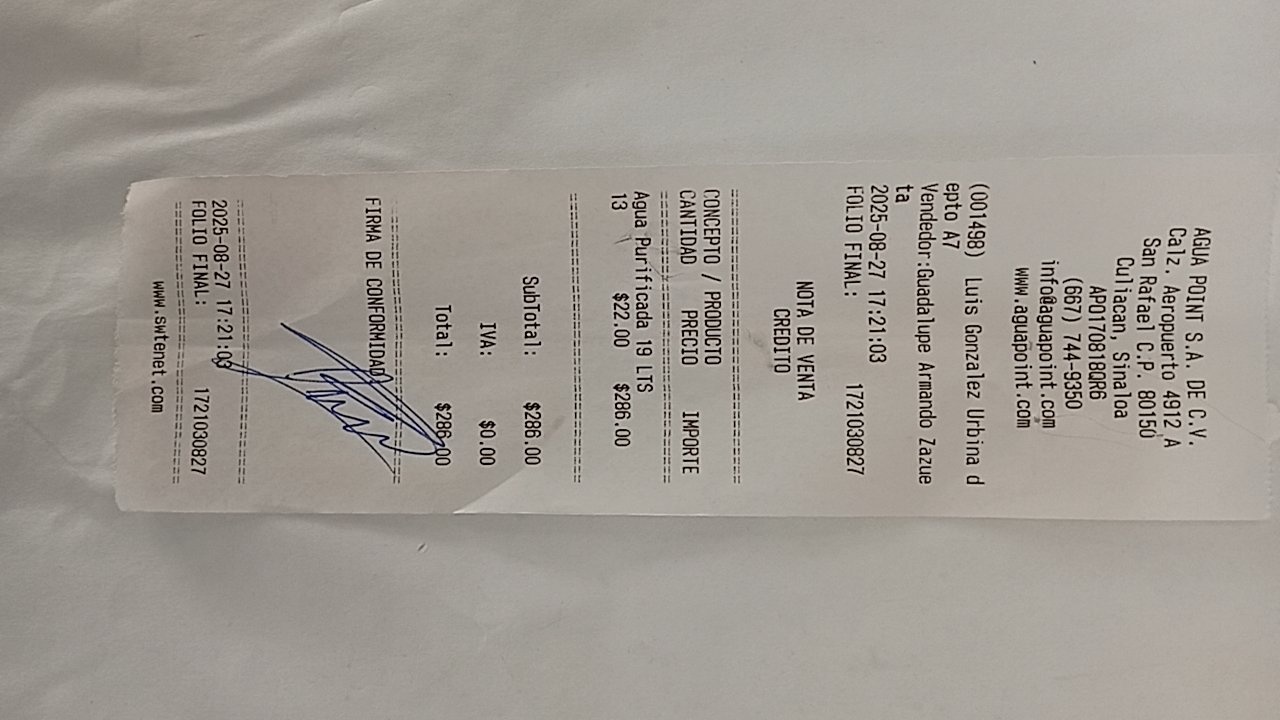 AGUA POINT S.A. DE C.V.
Calz. Aeropuerto 4912 A
San Rafael C.P. 80150
Culiacan, Sinaloa
APO170818QR6
(667) 744-9350
info@aguapoint.com
www.aguapoint.com
(001498) Luis Gonzalez Urbina d
epto A7
Vendedor:Guadalupe Armando Zazue
ta
2025-08-27 17:21:03
FOLIO FINAL: 1721030827
NOTA DE VENTA
CREDITO
CONCEPTO / PRODUCTO
CANTIDAD PRECIO IMPORTE
Agua Purificada 19 LTS
13 $22.00 $286.00
SubTotal: $286.00
IVA: $0.00
Total: $286.00
FIRMA DE CONFORMIDAD
2025-08-27 17:21:03
FOLIO FINAL: 1721030827
www.swtenet.com